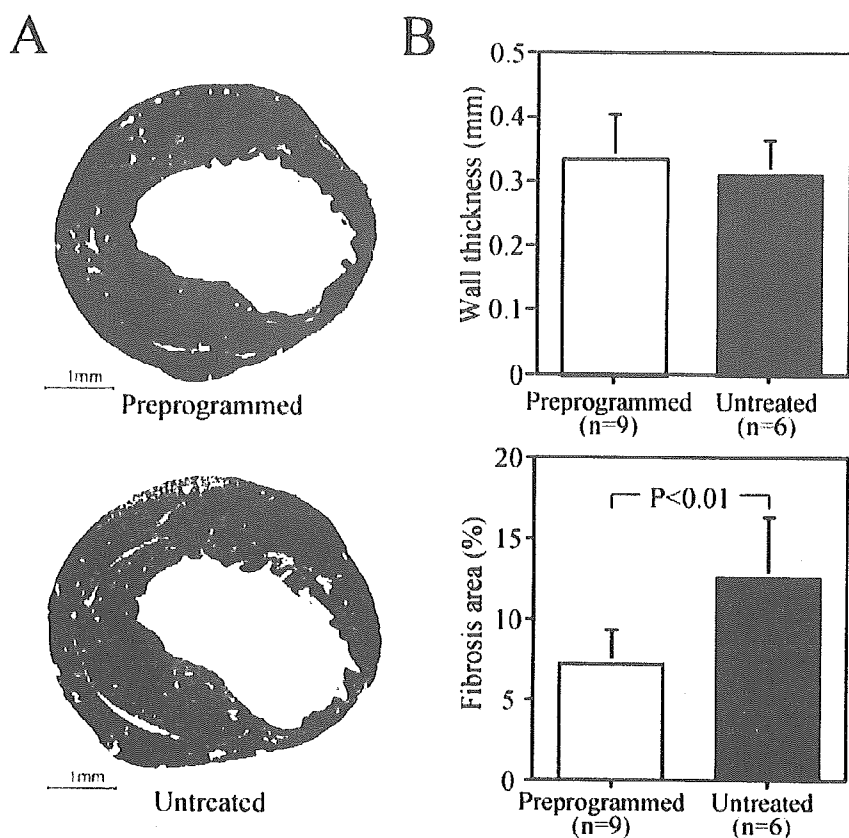 A
1mm
Preprogrammed
1mm
Untreated
B
Wall thickness (mm)
0.5
0.4
0.3
0.2
0.1
0
Preprogrammed
(n=9)
Untreated
(n=6)
Fibrosis area (%)
20
15
10
5
0
P<0.01
Preprogrammed
(n=9)
Untreated
(n=6)